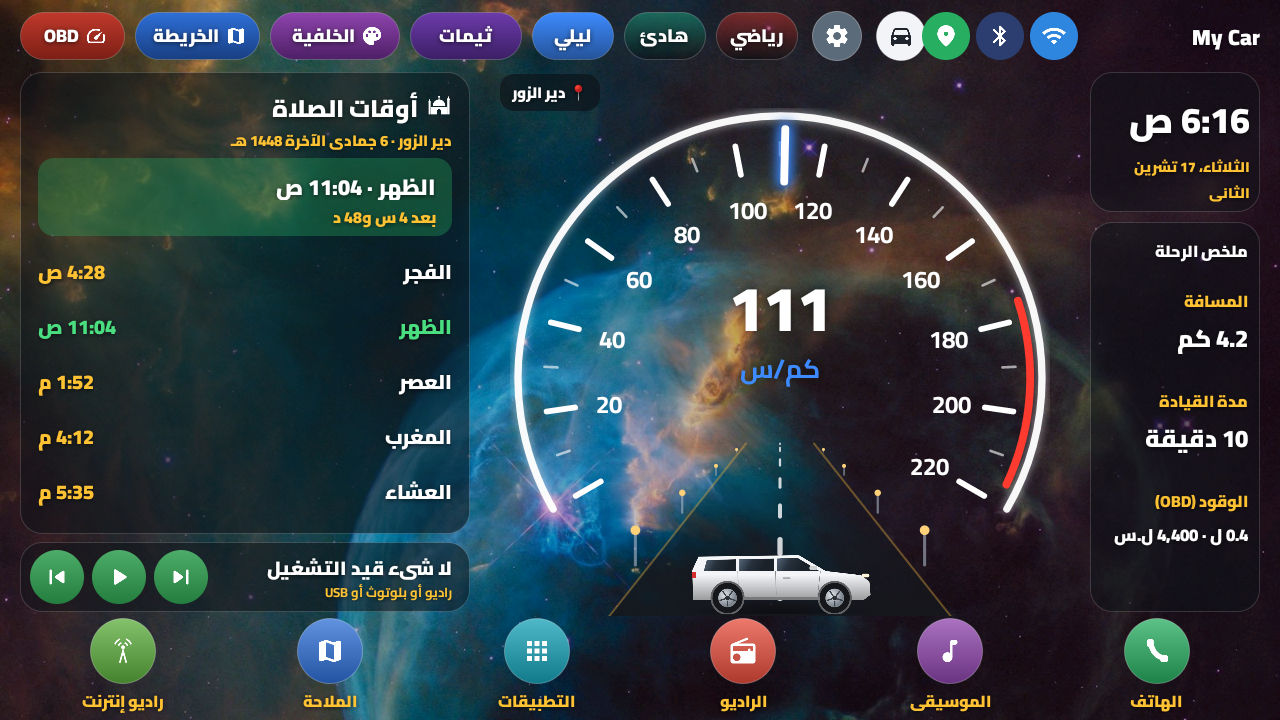 My Car
رياضي
هادئ
ليلي
ثيمات
الخلفية
الخريطة
OBD
6:16 ص
الثلاثاء، 17 تشرين
الثاني
ملخص الرحلة
المسافة
4.2 كم
مدة القيادة
10 دقيقة
الوقود (OBD)
0.4 ل · 4,400 ل.س
دير الزور
20
40
60
80
100
120
140
160
180
200
220
111
كم/س
أوقات الصلاة
دير الزور · 6 جمادى الآخرة 1448 هـ
الظهر · 11:04 ص
بعد 4 س و48 د
الفجر 4:28 ص
الظهر 11:04 ص
العصر 1:52 م
المغرب 4:12 م
العشاء 5:35 م
لا شيء قيد التشغيل
راديو أو بلوتوث أو USB
الهاتف
الموسيقى
الراديو
التطبيقات
الملاحة
راديو إنترنت